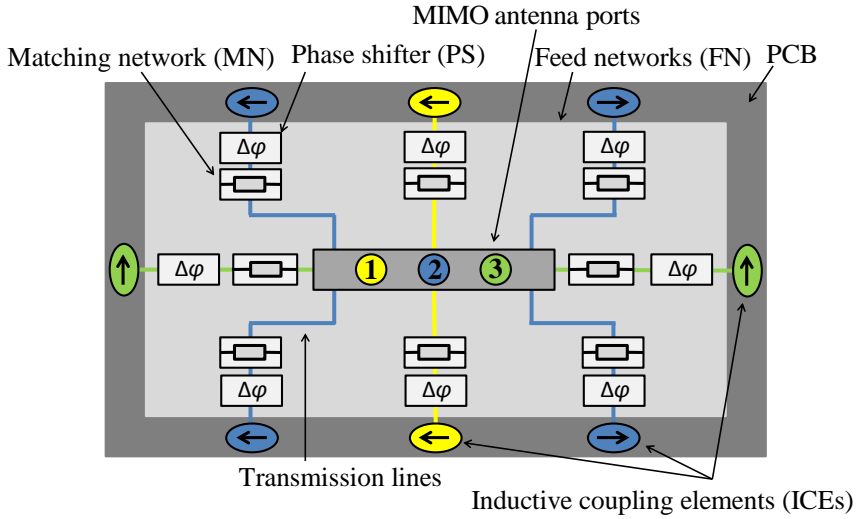 MIMO antenna ports
Matching network (MN)
Phase shifter (PS)
Feed networks (FN)
PCB
Δφ
Δφ
Δφ
Δφ
1
2
3
Δφ
Δφ
Δφ
Δφ
Transmission lines
Inductive coupling elements (ICEs)